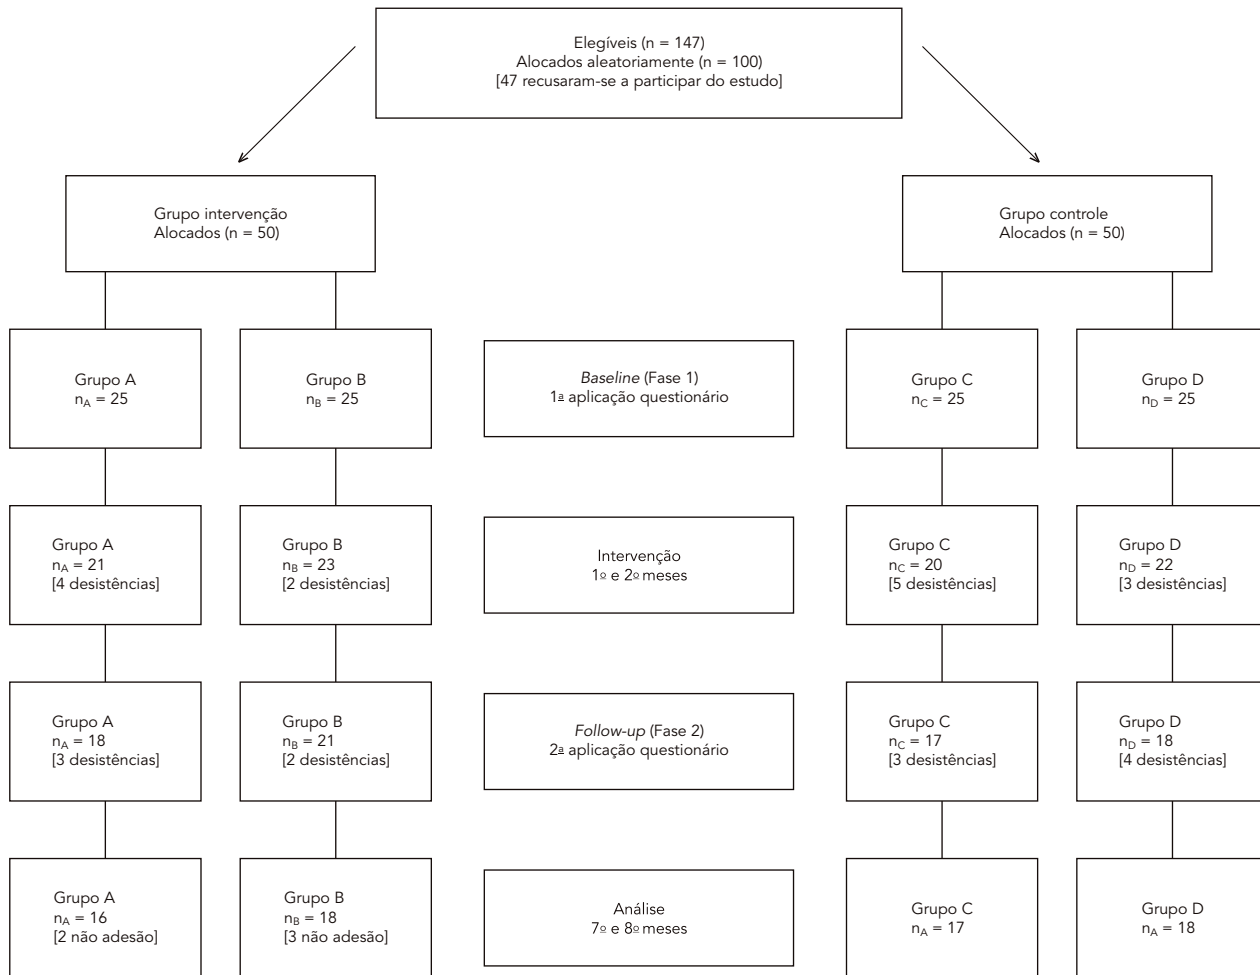 Elegíveis (n = 147)
Alocados aleatoriamente (n = 100)
[47 recusaram-se a participar do estudo]
Grupo intervenção
Alocados (n = 50)
Grupo controle
Alocados (n = 50)
Grupo A
nA = 25
Grupo B
nB = 25
Baseline (Fase 1)
1ª aplicação questionário
Grupo C
nC = 25
Grupo D
nD = 25
Grupo A
nA = 21
[4 desistências]
Grupo B
nB = 23
[2 desistências]
Intervenção
1º e 2º meses
Grupo C
nC = 20
[5 desistências]
Grupo D
nD = 22
[3 desistências]
Grupo A
nA = 18
[3 desistências]
Grupo B
nB = 21
[2 desistências]
Follow-up (Fase 2)
2ª aplicação questionário
Grupo C
nC = 17
[3 desistências]
Grupo D
nD = 18
[4 desistências]
Grupo A
nA = 16
[2 não adesão]
Grupo B
nB = 18
[3 não adesão]
Análise
7º e 8º meses
Grupo C
nA = 17
Grupo D
nA = 18